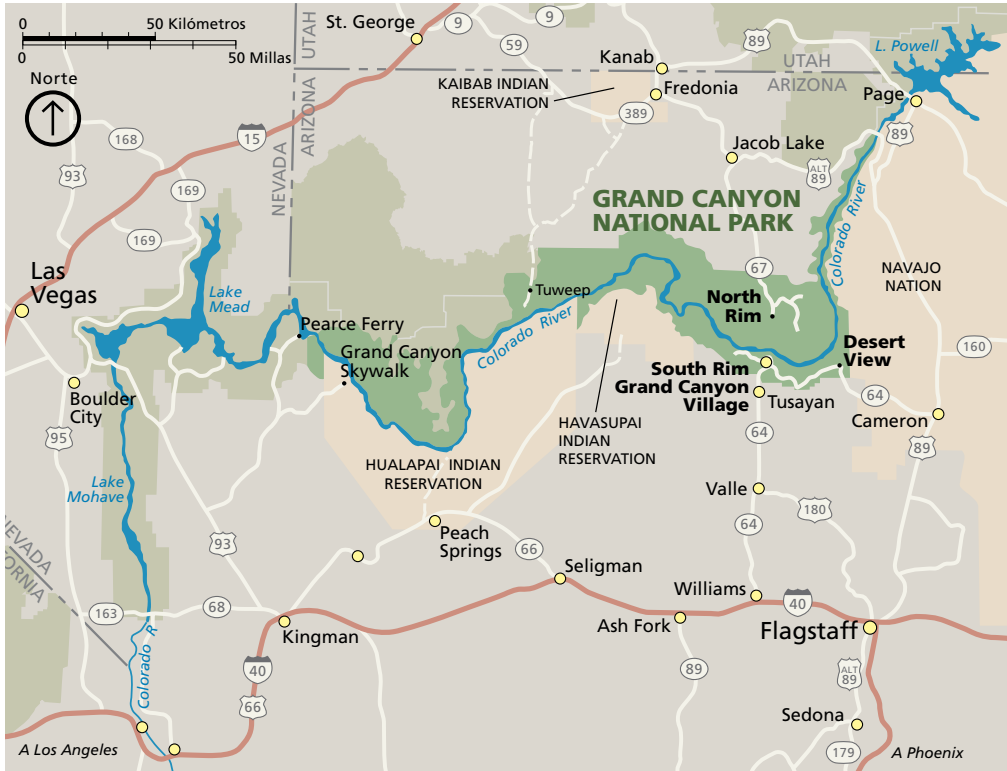 0
50 Kilómetros
0
50 Millas
Norte
St. George
9
9
59
89
UTAH
ARIZONA
UTAH
ARIZONA
NEVADA
Kanab
Fredonia
KAIBAB INDIAN
RESERVATION
389
L. Powell
Page
89
Jacob Lake
ALT
89
15
168
93
169
169
GRAND CANYON
NATIONAL PARK
Colorado River
67
NAVAJO
NATION
Las
Vegas
Lake
Mead
Tuweep
North
Rim
Pearce Ferry
Colorado River
Grand Canyon
Skywalk
Desert
View
160
South Rim
Grand Canyon
Village
Tusayan
64
Boulder
City
95
Cameron
89
HAVASUPAI
INDIAN
RESERVATION
64
HUALAPAI INDIAN
RESERVATION
Lake
Mohave
Valle
180
64
Peach
Springs
66
93
NEVADA
ORNIA
Seligman
Williams
40
163
68
Kingman
Ash Fork
Flagstaff
Colorado R
40
66
89
ALT
89
Sedona
179
A Los Angeles
A Phoenix